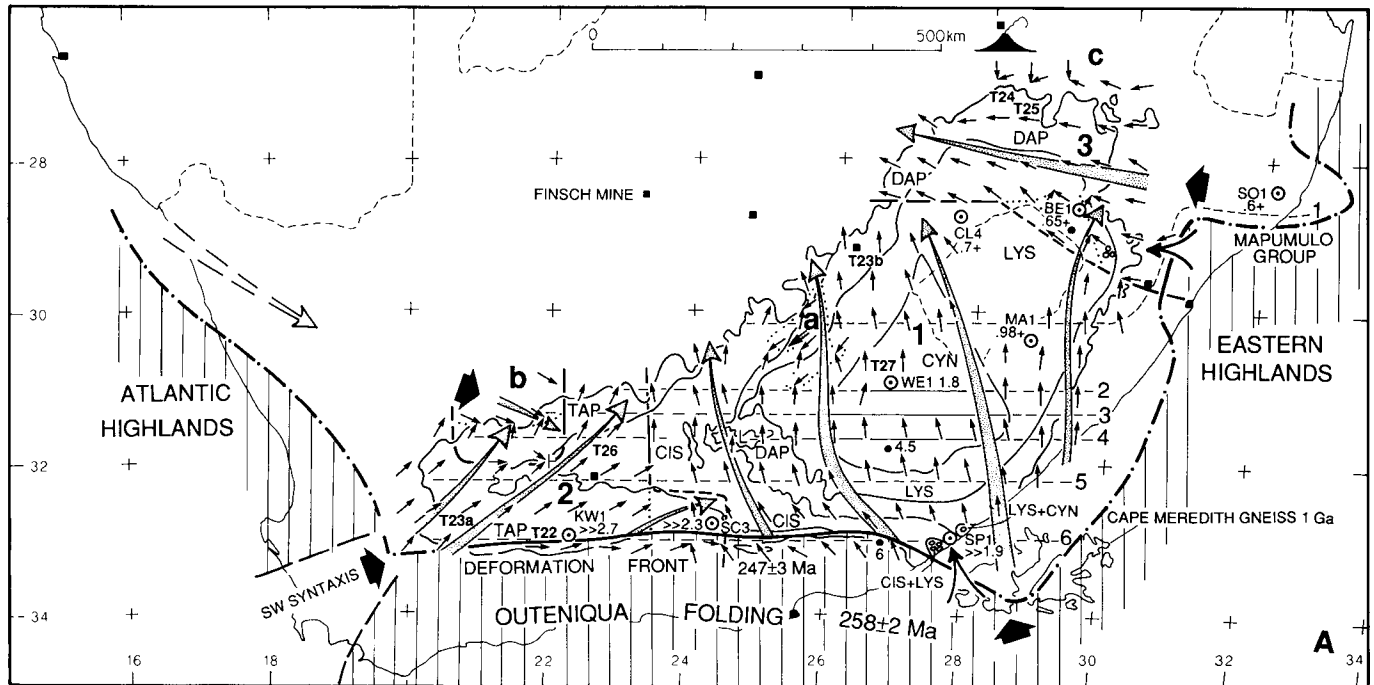 0 500km
c
T24
T25
DAP
3
28
FINSCH MINE
DAP
BE1
65+
SO1
.6+
1
CL4
.7+
LYS
MAPUMULO
GROUP
T23b
30
a
1
MA1
.98+
CYN
EASTERN
HIGHLANDS
ATLANTIC
HIGHLANDS
b
T27
WE1 1.8
2
TAP
3
T26
CIS
4
4.5
32
DAP
5
2
LYS
T23a
KW1
>>2.7
>>2.3
SC3
CIS
LYS+CYN
CAPE MEREDITH GNEISS 1 Ga
TAP
T22
SP1
>>1.9
6
6
SW SYNTAXIS
DEFORMATION FRONT
247±3 Ma
CIS+LYS
34
OUTENIQUA FOLDING
258±2 Ma
A
16 18 22 24 26 28 30 32 34